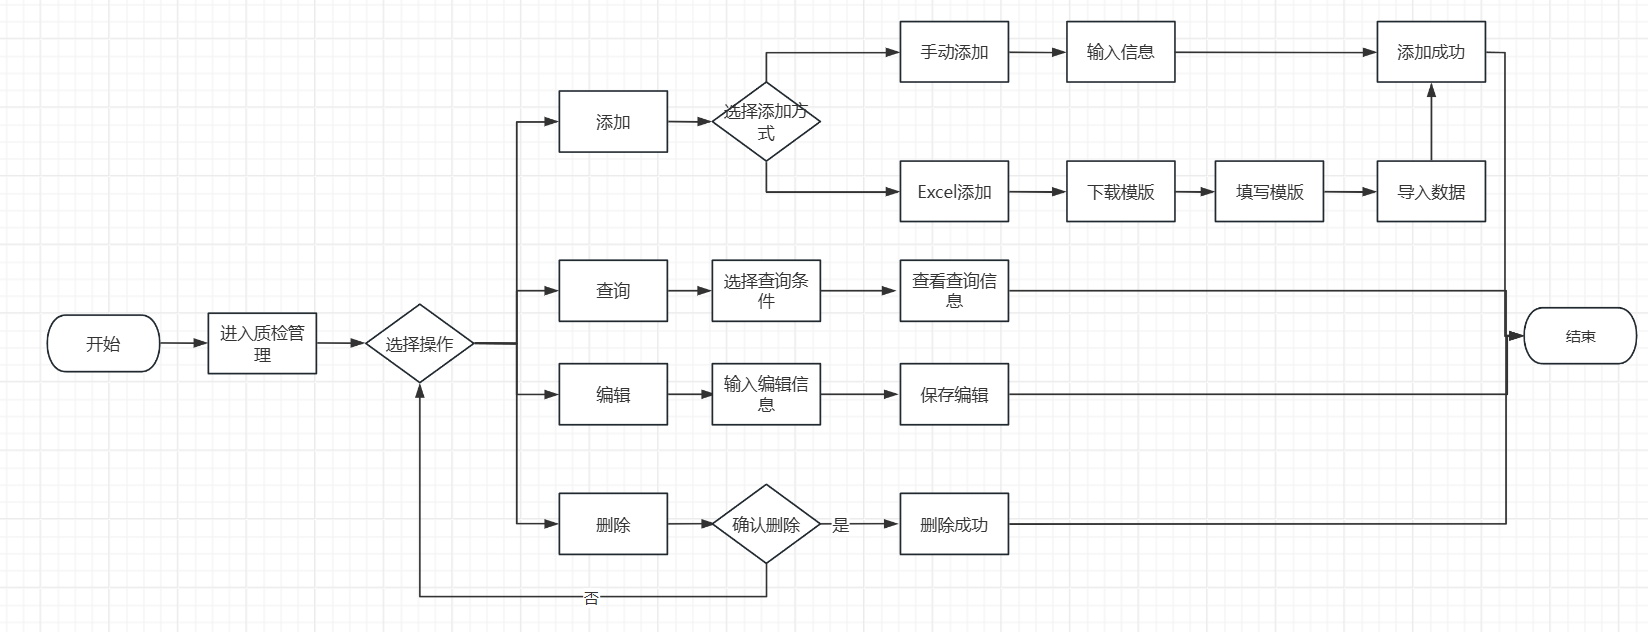 手动添加
输入信息
添加成功
添加
选择添加方
式
Excel添加
下载模版
填写模版
导入数据
查询
选择查询条
件
查看查询信
息
开始
进入质检管
理
选择操作
结束
编辑
输入编辑信
息
保存编辑
删除
确认删除
是
删除成功
否